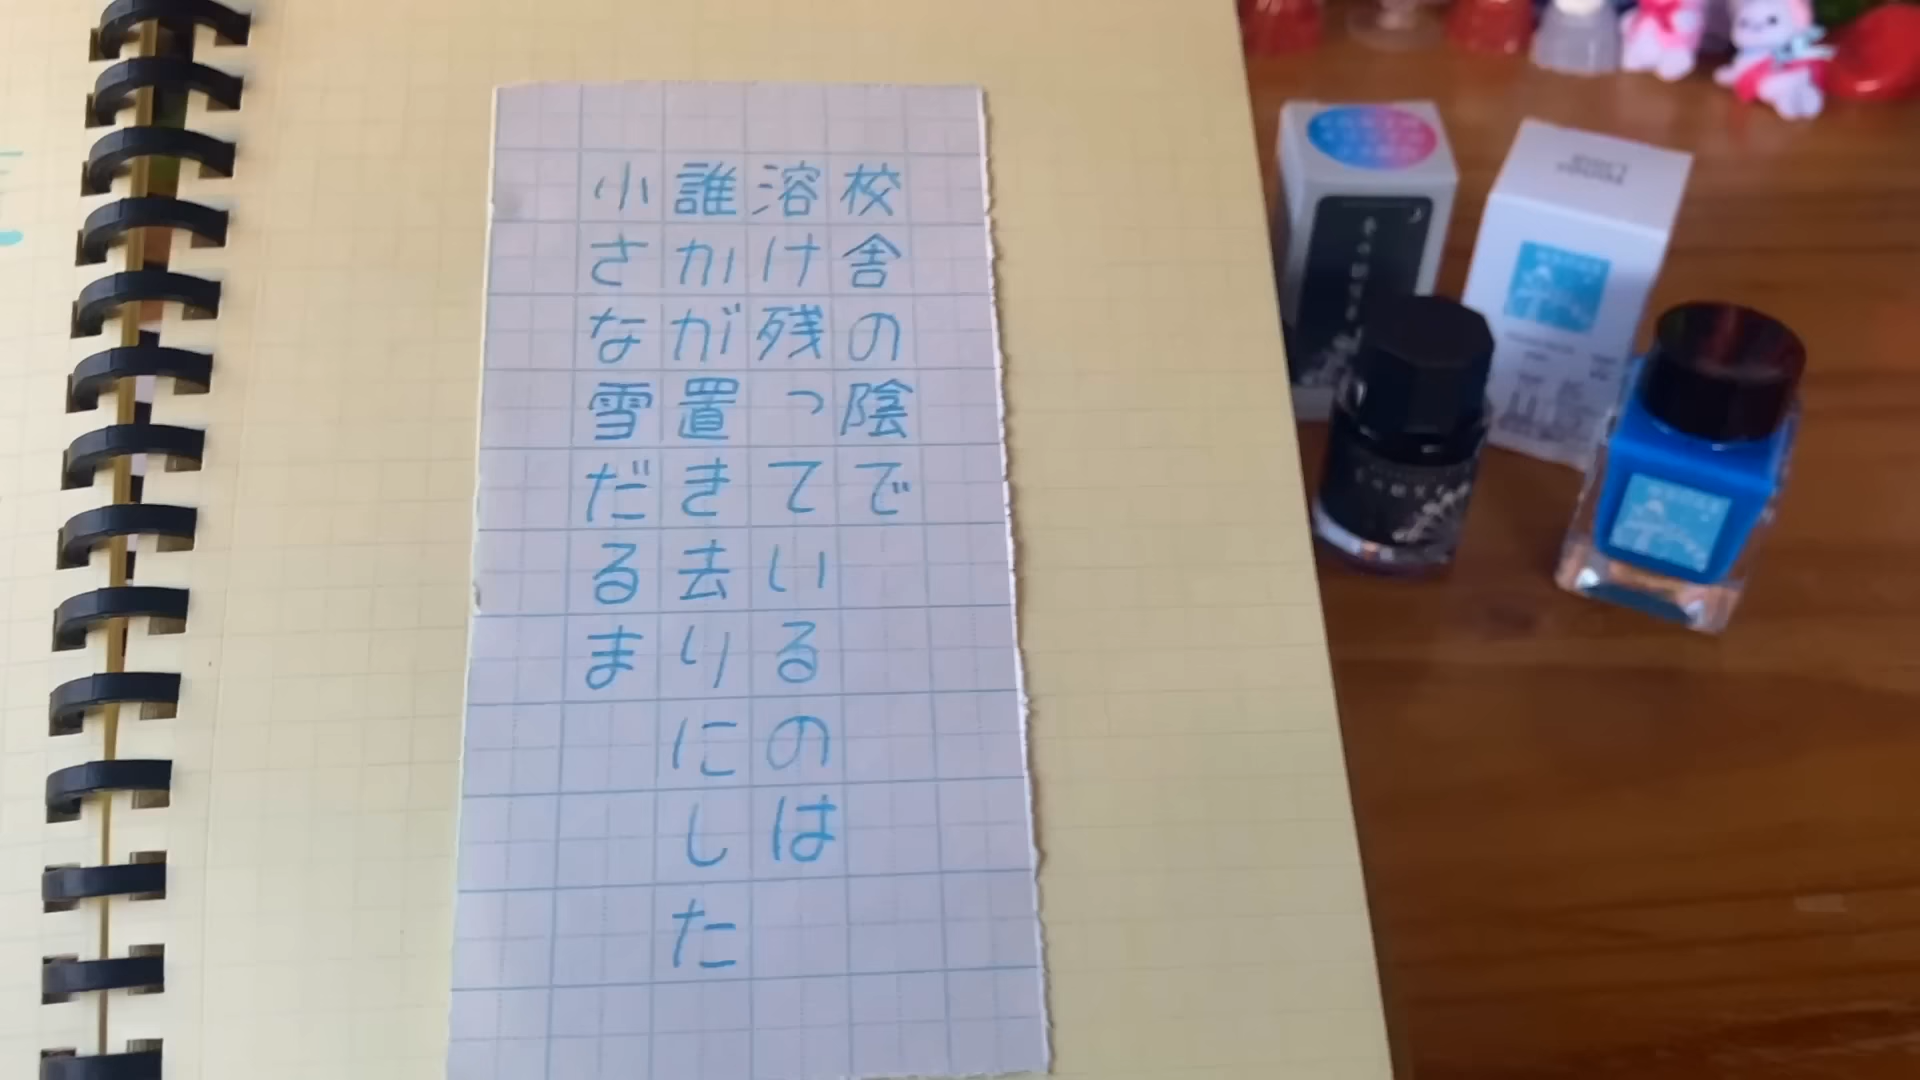 校舎の陰で
溶け残っているのは
誰かが置き去りにした
小さな雪だるま